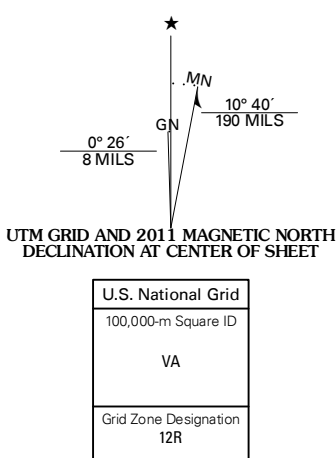 ★
MN
GN
10° 40´
190 MILS
0° 26´
8 MILS
UTM GRID AND 2011 MAGNETIC NORTH
DECLINATION AT CENTER OF SHEET
U.S. National Grid
100,000-m Square ID
VA
Grid Zone Designation
12R